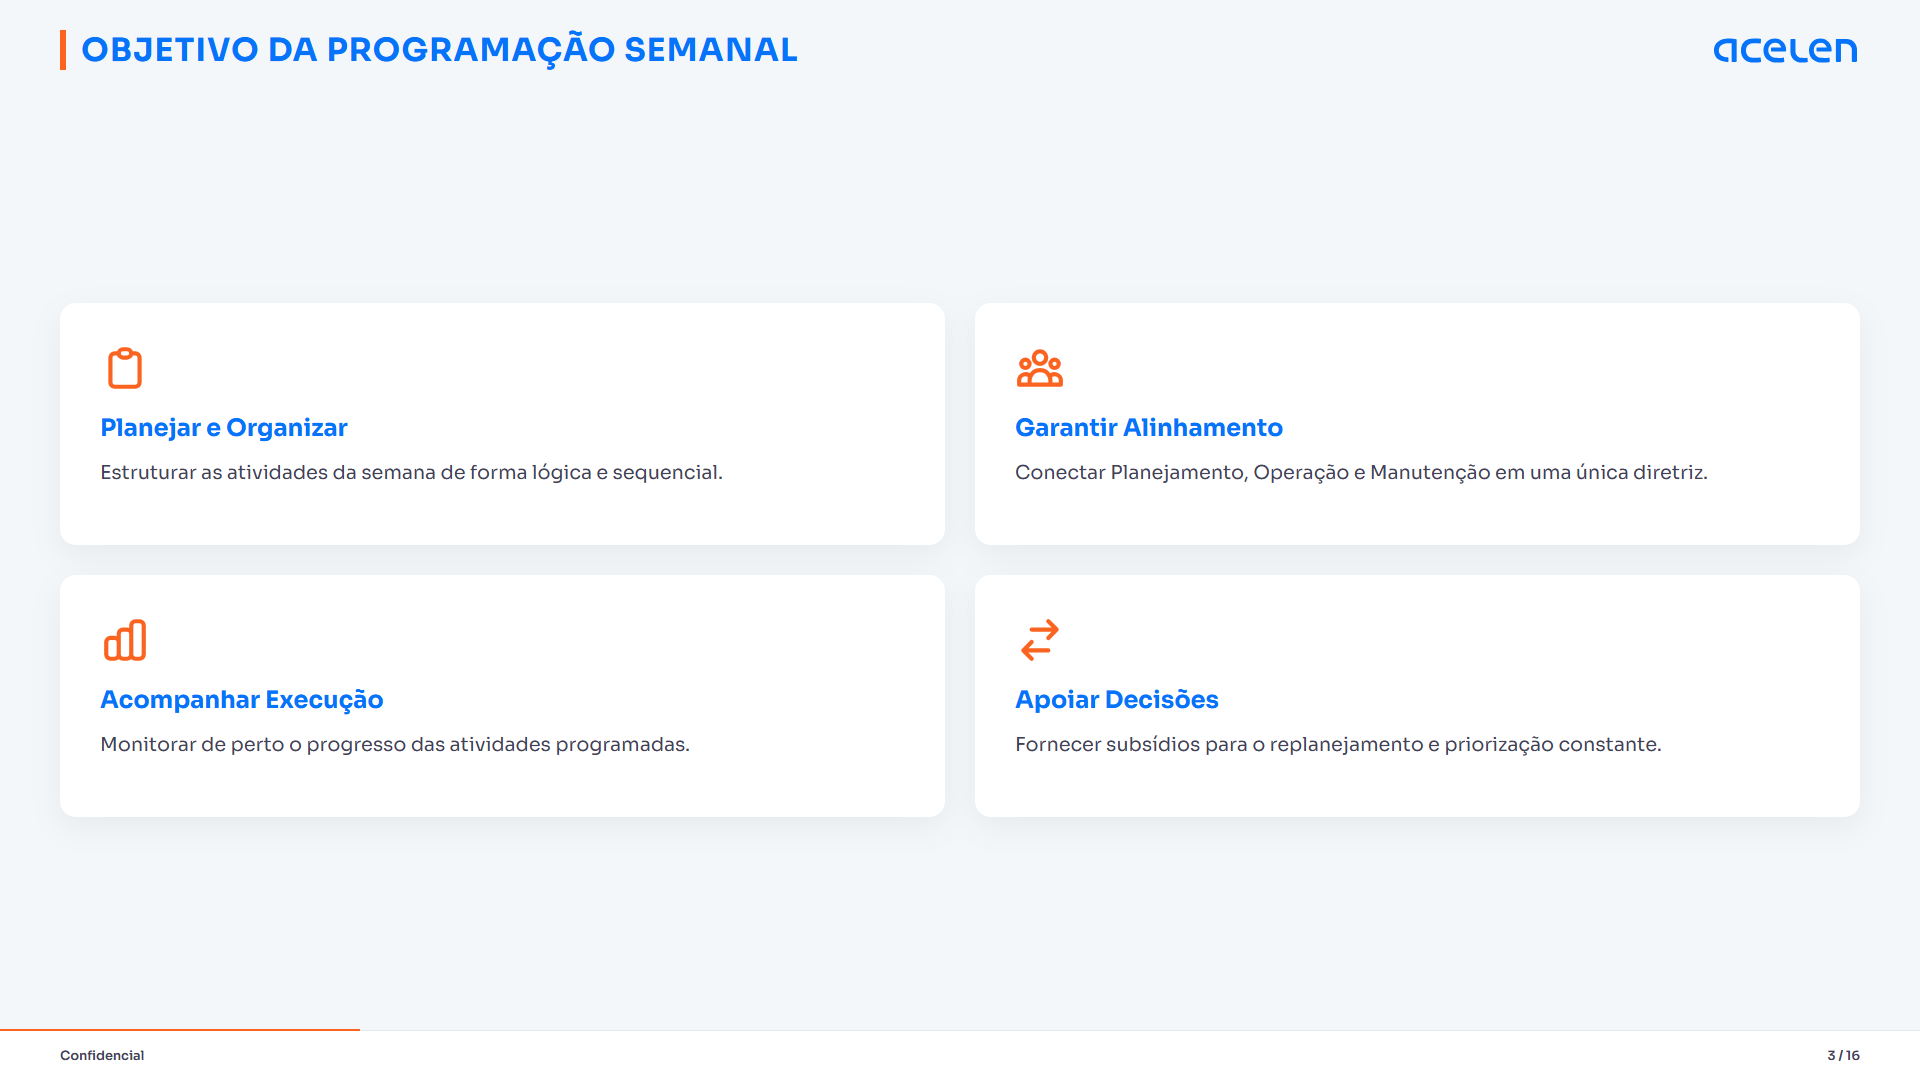 OBJETIVO DA PROGRAMAÇÃO SEMANAL
acelen
Planejar e Organizar
Estruturar as atividades da semana de forma lógica e sequencial.
Garantir Alinhamento
Conectar Planejamento, Operação e Manutenção em uma única diretriz.
Acompanhar Execução
Monitorar de perto o progresso das atividades programadas.
Apoiar Decisões
Fornecer subsídios para o replanejamento e priorização constante.
Confidencial
3 / 16